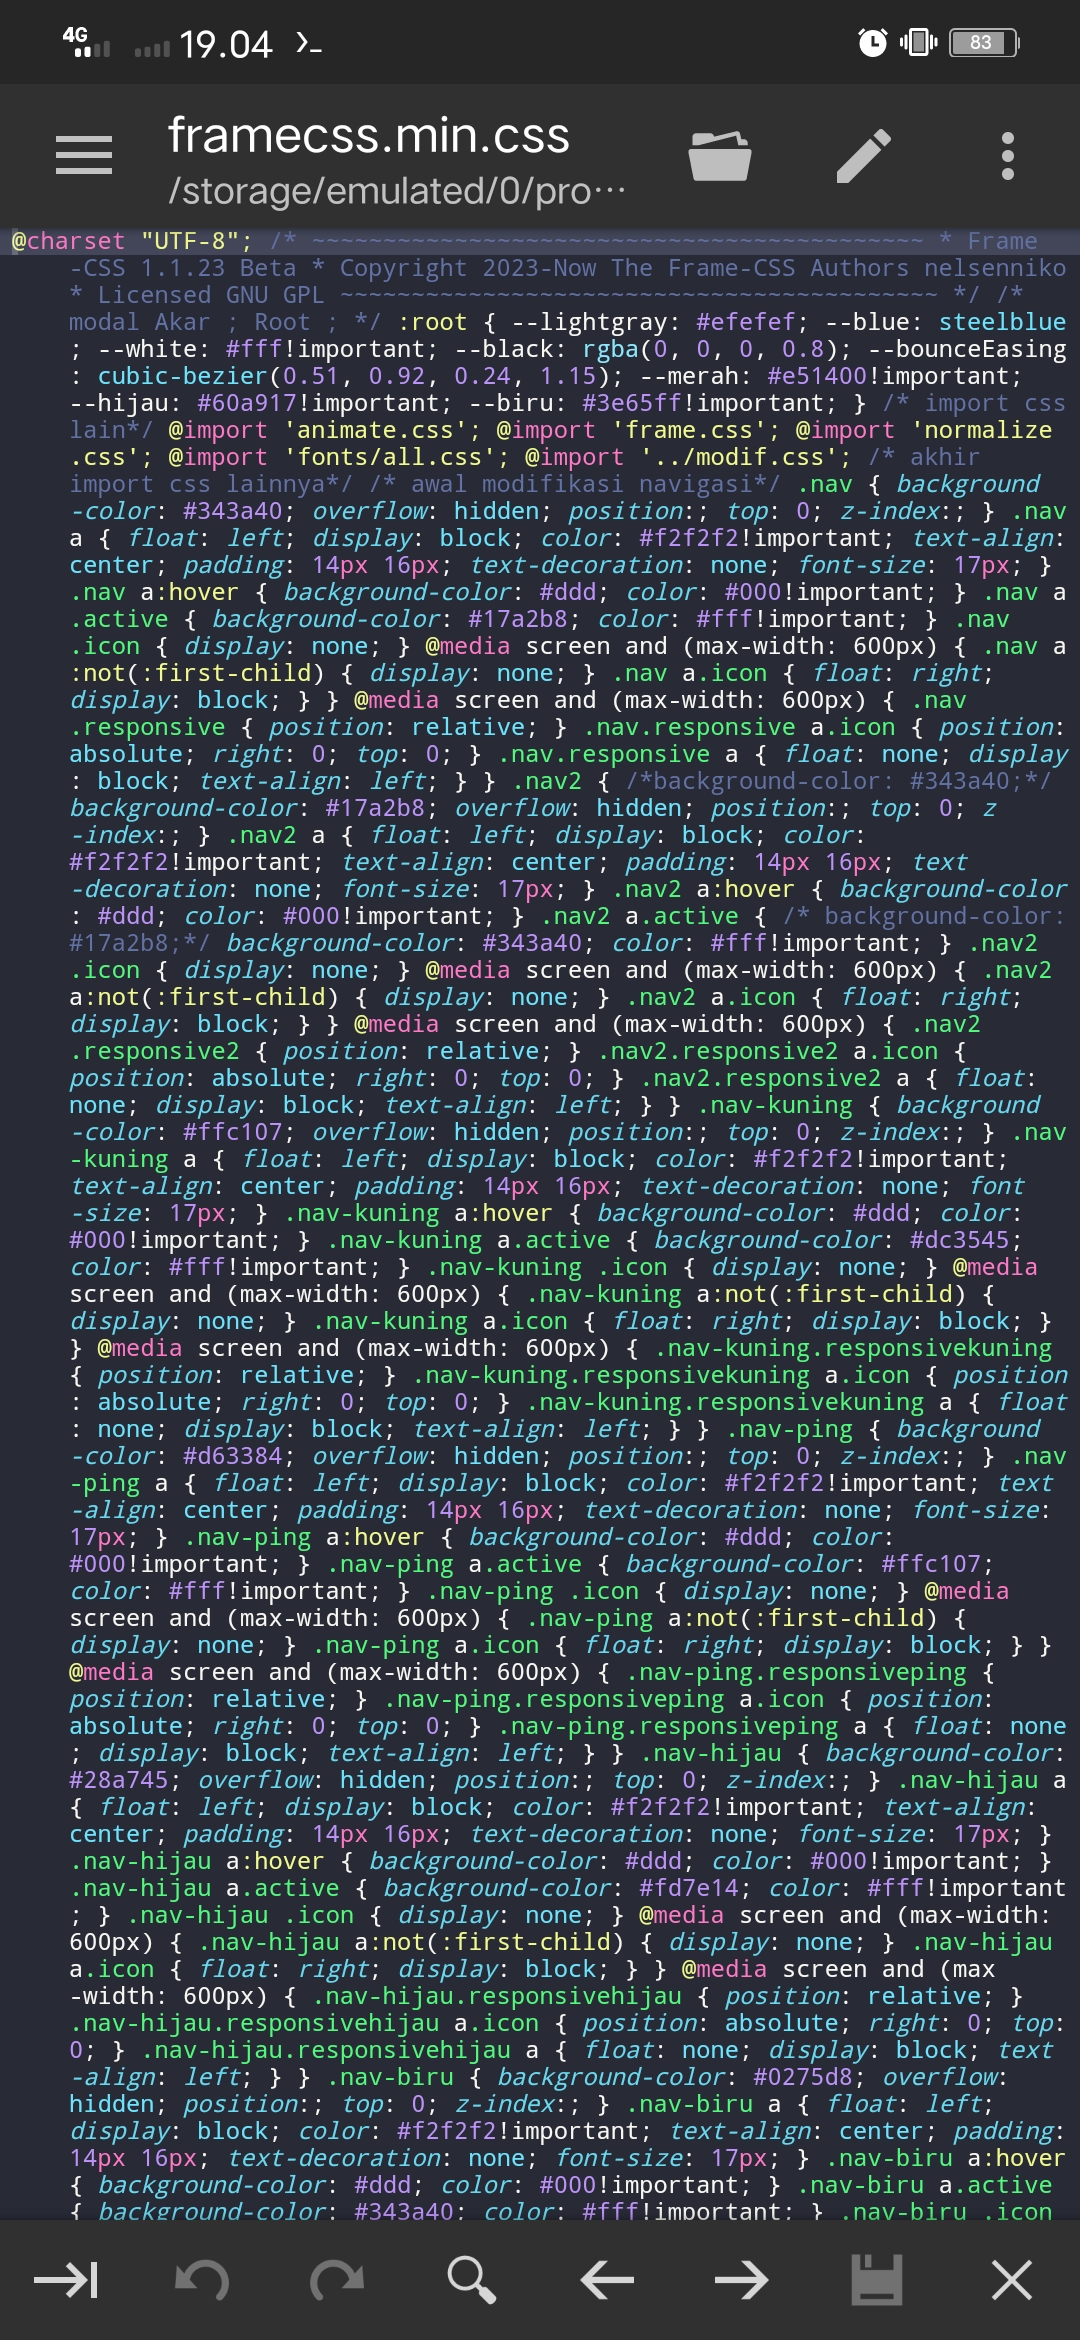 4G 19.04 83
framecss.min.css
/storage/emulated/0/pro···
@charset "UTF-8"; /* ~~~~~~~~~~~~~~~~~~~~~~~~~~~~~~~~~~~~~~~~~~~ * Frame
-CSS 1.1.23 Beta * Copyright 2023-Now The Frame-CSS Authors nelsenniko
* Licensed GNU GPL ~~~~~~~~~~~~~~~~~~~~~~~~~~~~~~~~~~~~~~~~~~ */ /*
modal Akar ; Root ; */ :root { --lightgray: #efefef; --blue: steelblue
; --white: #fff!important; --black: rgba(0, 0, 0, 0.8); --bounceEasing
: cubic-bezier(0.51, 0.92, 0.24, 1.15); --merah: #e51400!important;
--hijau: #60a917!important; --biru: #3e65ff!important; } /* import css
lain*/ @import 'animate.css'; @import 'frame.css'; @import 'normalize
.css'; @import 'fonts/all.css'; @import '../modif.css'; /* akhir
import css lainnya*/ /* awal modifikasi navigasi*/ .nav { background
-color: #343a40; overflow: hidden; position:; top: 0; z-index:; } .nav
a { float: left; display: block; color: #f2f2f2!important; text-align:
center; padding: 14px 16px; text-decoration: none; font-size: 17px; }
.nav a:hover { background-color: #ddd; color: #000!important; } .nav a
.active { background-color: #17a2b8; color: #fff!important; } .nav
.icon { display: none; } @media screen and (max-width: 600px) { .nav a
:not(:first-child) { display: none; } .nav a.icon { float: right;
display: block; } } @media screen and (max-width: 600px) { .nav
.responsive { position: relative; } .nav.responsive a.icon { position:
absolute; right: 0; top: 0; } .nav.responsive a { float: none; display
: block; text-align: left; } } .nav2 { /*background-color: #343a40;*/
background-color: #17a2b8; overflow: hidden; position:; top: 0; z
-index:; } .nav2 a { float: left; display: block; color:
#f2f2f2!important; text-align: center; padding: 14px 16px; text
-decoration: none; font-size: 17px; } .nav2 a:hover { background-color
: #ddd; color: #000!important; } .nav2 a.active { /* background-color:
#17a2b8;*/ background-color: #343a40; color: #fff!important; } .nav2
.icon { display: none; } @media screen and (max-width: 600px) { .nav2
a:not(:first-child) { display: none; } .nav2 a.icon { float: right;
display: block; } } @media screen and (max-width: 600px) { .nav2
.responsive2 { position: relative; } .nav2.responsive2 a.icon {
position: absolute; right: 0; top: 0; } .nav2.responsive2 a { float:
none; display: block; text-align: left; } } .nav-kuning { background
-color: #ffc107; overflow: hidden; position:; top: 0; z-index:; } .nav
-kuning a { float: left; display: block; color: #f2f2f2!important;
text-align: center; padding: 14px 16px; text-decoration: none; font
-size: 17px; } .nav-kuning a:hover { background-color: #ddd; color:
#000!important; } .nav-kuning a.active { background-color: #dc3545;
color: #fff!important; } .nav-kuning .icon { display: none; } @media
screen and (max-width: 600px) { .nav-kuning a:not(:first-child) {
display: none; } .nav-kuning a.icon { float: right; display: block; }
} @media screen and (max-width: 600px) { .nav-kuning.responsivekuning
{ position: relative; } .nav-kuning.responsivekuning a.icon { position
: absolute; right: 0; top: 0; } .nav-kuning.responsivekuning a { float
: none; display: block; text-align: left; } } .nav-ping { background
-color: #d63384; overflow: hidden; position:; top: 0; z-index:; } .nav
-ping a { float: left; display: block; color: #f2f2f2!important; text
-align: center; padding: 14px 16px; text-decoration: none; font-size:
17px; } .nav-ping a:hover { background-color: #ddd; color:
#000!important; } .nav-ping a.active { background-color: #ffc107;
color: #fff!important; } .nav-ping .icon { display: none; } @media
screen and (max-width: 600px) { .nav-ping a:not(:first-child) {
display: none; } .nav-ping a.icon { float: right; display: block; } }
@media screen and (max-width: 600px) { .nav-ping.responsiveping {
position: relative; } .nav-ping.responsiveping a.icon { position:
absolute; right: 0; top: 0; } .nav-ping.responsiveping a { float: none
; display: block; text-align: left; } } .nav-hijau { background-color:
#28a745; overflow: hidden; position:; top: 0; z-index:; } .nav-hijau a
{ float: left; display: block; color: #f2f2f2!important; text-align:
center; padding: 14px 16px; text-decoration: none; font-size: 17px; }
.nav-hijau a:hover { background-color: #ddd; color: #000!important; }
.nav-hijau a.active { background-color: #fd7e14; color: #fff!important
; } .nav-hijau .icon { display: none; } @media screen and (max-width:
600px) { .nav-hijau a:not(:first-child) { display: none; } .nav-hijau
a.icon { float: right; display: block; } } @media screen and (max
-width: 600px) { .nav-hijau.responsivehijau { position: relative; }
.nav-hijau.responsivehijau a.icon { position: absolute; right: 0; top:
0; } .nav-hijau.responsivehijau a { float: none; display: block; text
-align: left; } } .nav-biru { background-color: #0275d8; overflow:
hidden; position:; top: 0; z-index:; } .nav-biru a { float: left;
display: block; color: #f2f2f2!important; text-align: center; padding:
14px 16px; text-decoration: none; font-size: 17px; } .nav-biru a:hover
{ background-color: #ddd; color: #000!important; } .nav-biru a.active
{ background-color: #343a40; color: #fff!important; } .nav-biru .icon